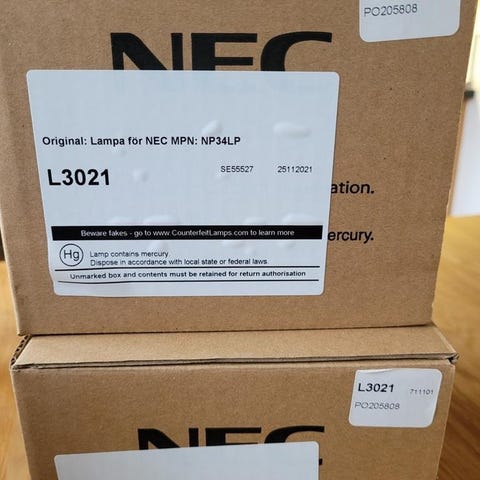 PO205808
NEC
Original: Lampa för NEC MPN: NP34LP
L3021
SE55527
25112021
ation.
Beware fakes - go to www.CounterfeitLamps.com to learn more
ercury.
Hg
Lamp contains mercury.
Dispose in accordance with local state or federal laws.
Unmarked box and contents must be retained for return authorisation
L3021 711101
PO205808
NEC